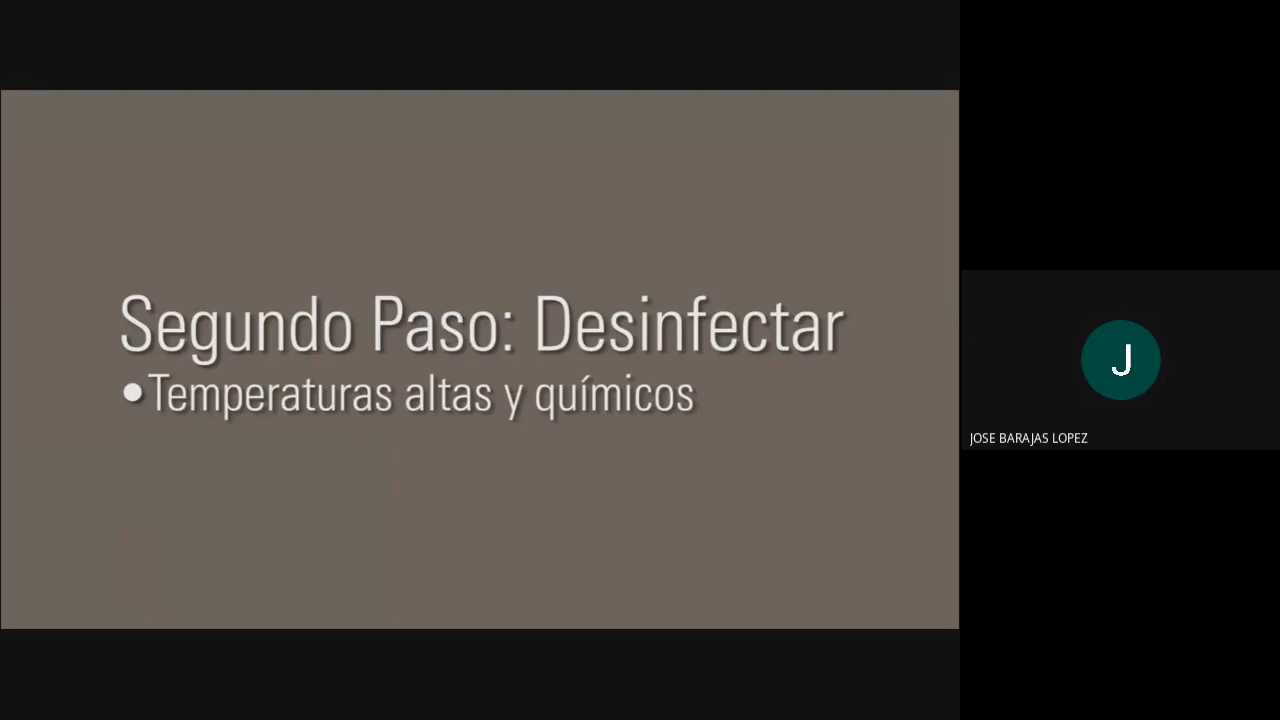 Segundo Paso: Desinfectar
•Temperaturas altas y químicos
J
JOSE BARAJAS LOPEZ